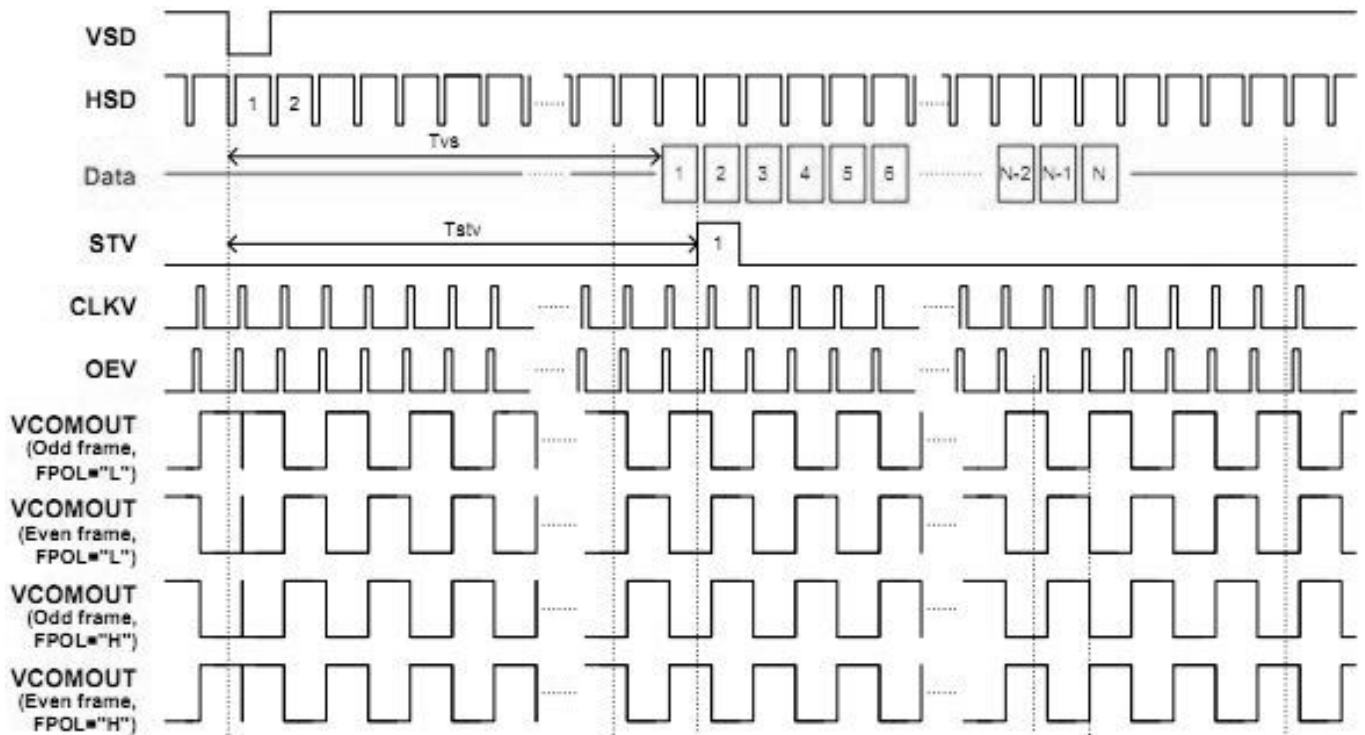 VSD
HSD
1 2
Tvs
Data
1 2 3 4 5 6 N-2 N-1 N
Tstv
STV
1
CLKV
OEV
VCOMOUT
(Odd frame,
FPOL="L")
VCOMOUT
(Even frame,
FPOL="L")
VCOMOUT
(Odd frame,
FPOL="H")
VCOMOUT
(Even frame,
FPOL="H")